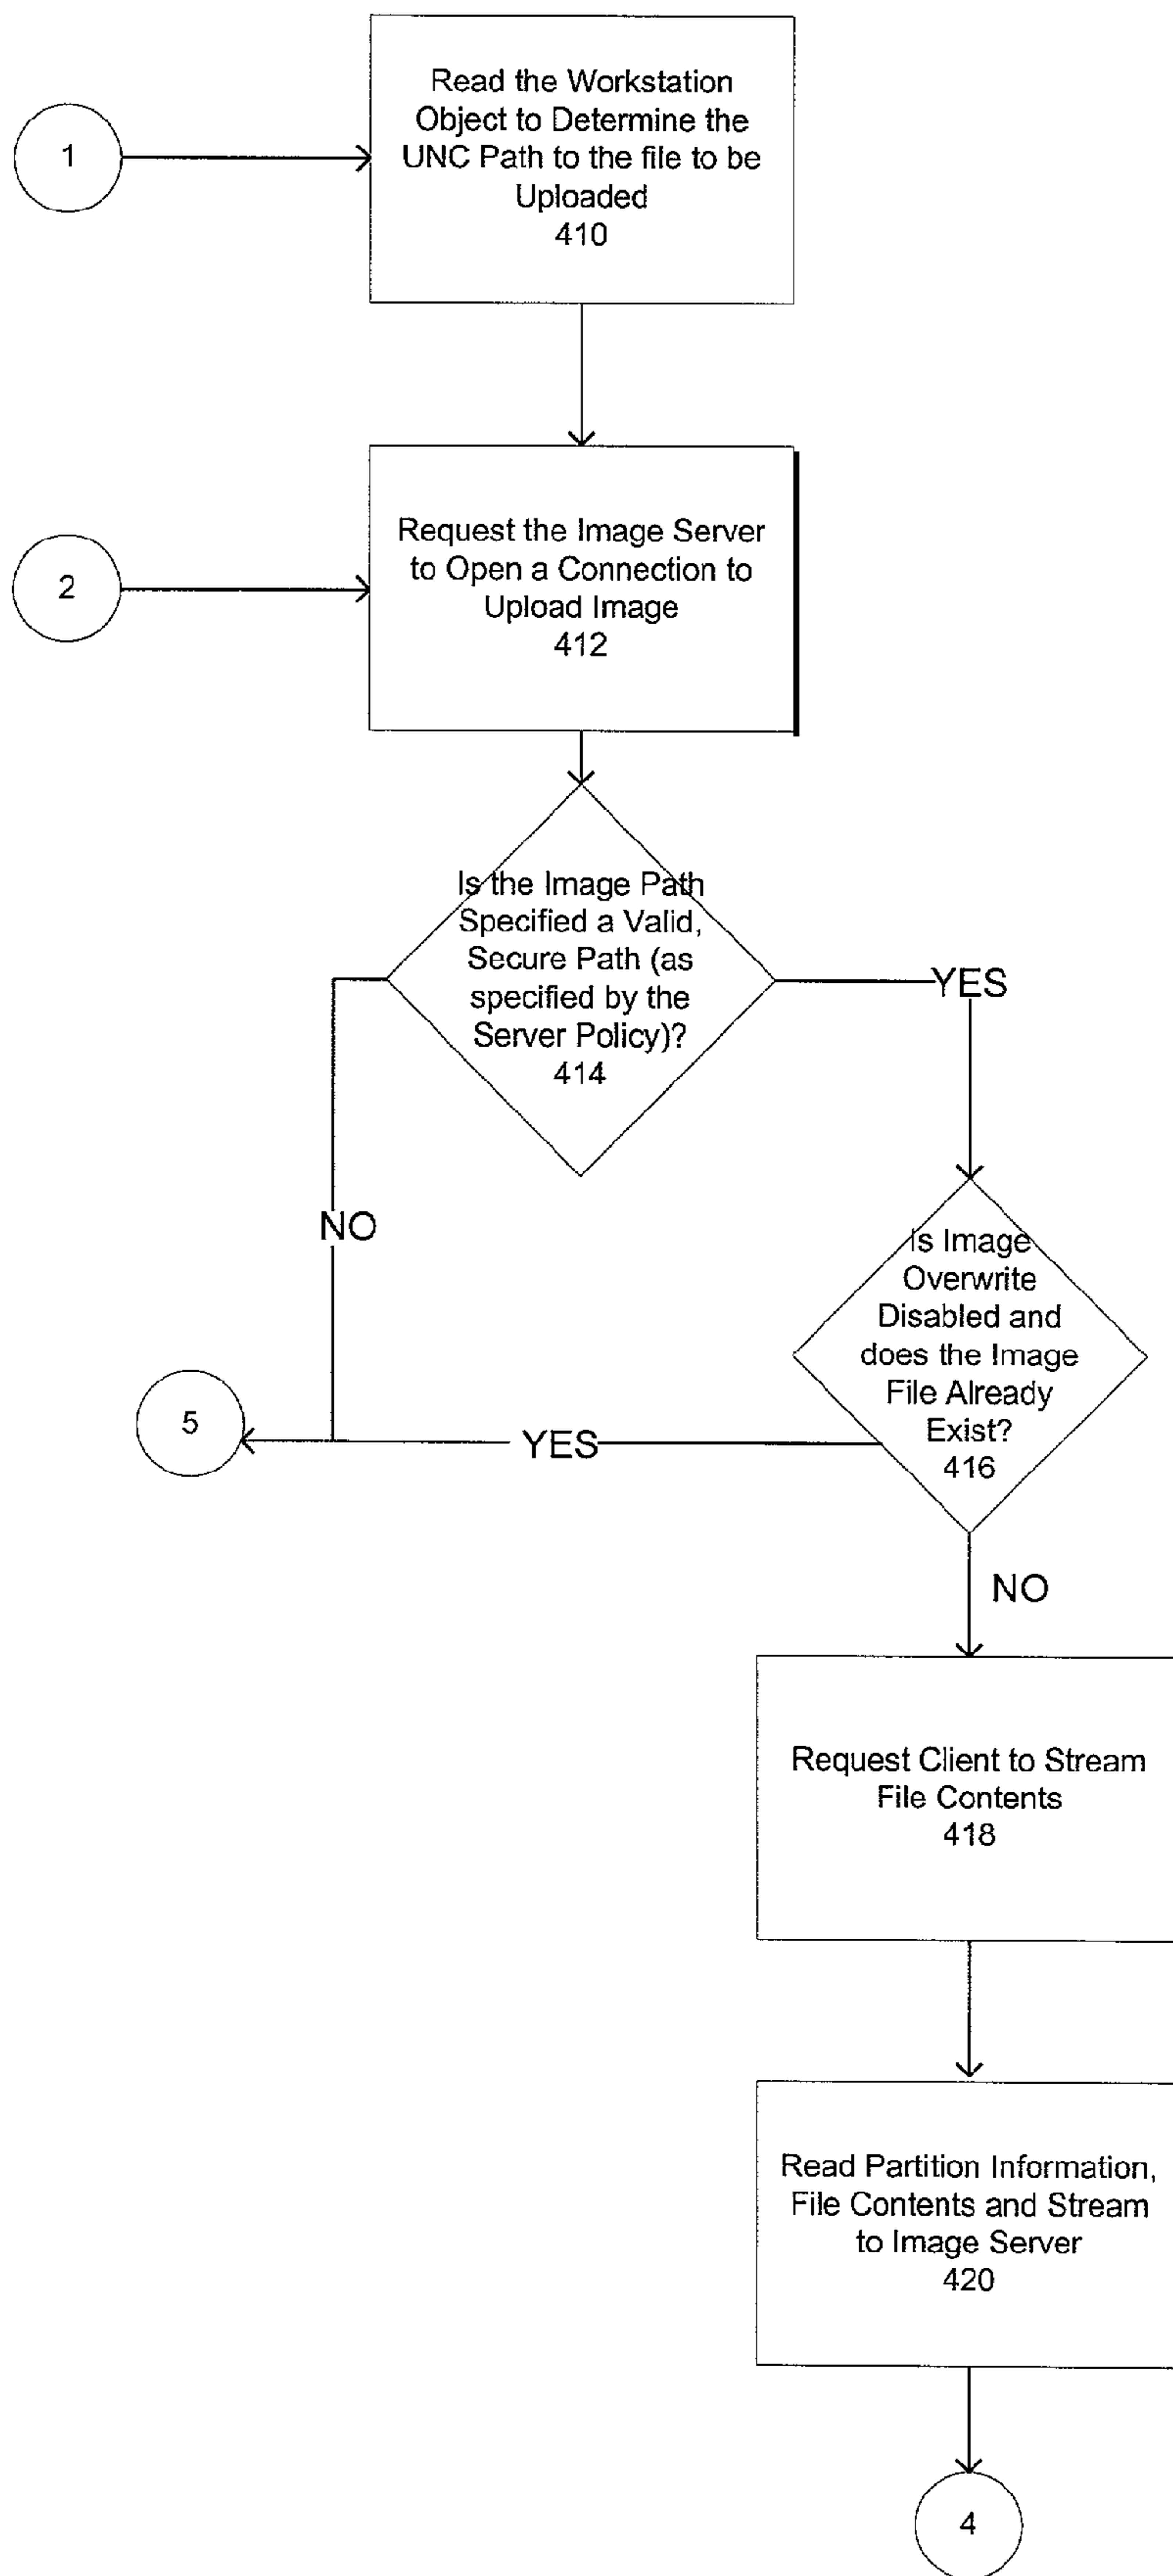 Read the Workstation
Object to Determine the
UNC Path to the file to be
Uploaded
410
1
Request the Image Server
to Open a Connection to
Upload Image
412
2
Is the Image Path
Specified a Valid,
Secure Path (as
specified by the
Server Policy)?
414
YES
NO
Is Image
Overwrite
Disabled and
does the Image
File Already
Exist?
416
5
YES
NO
Request Client to Stream
File Contents
418
Read Partition Information,
File Contents and Stream
to Image Server
420
4